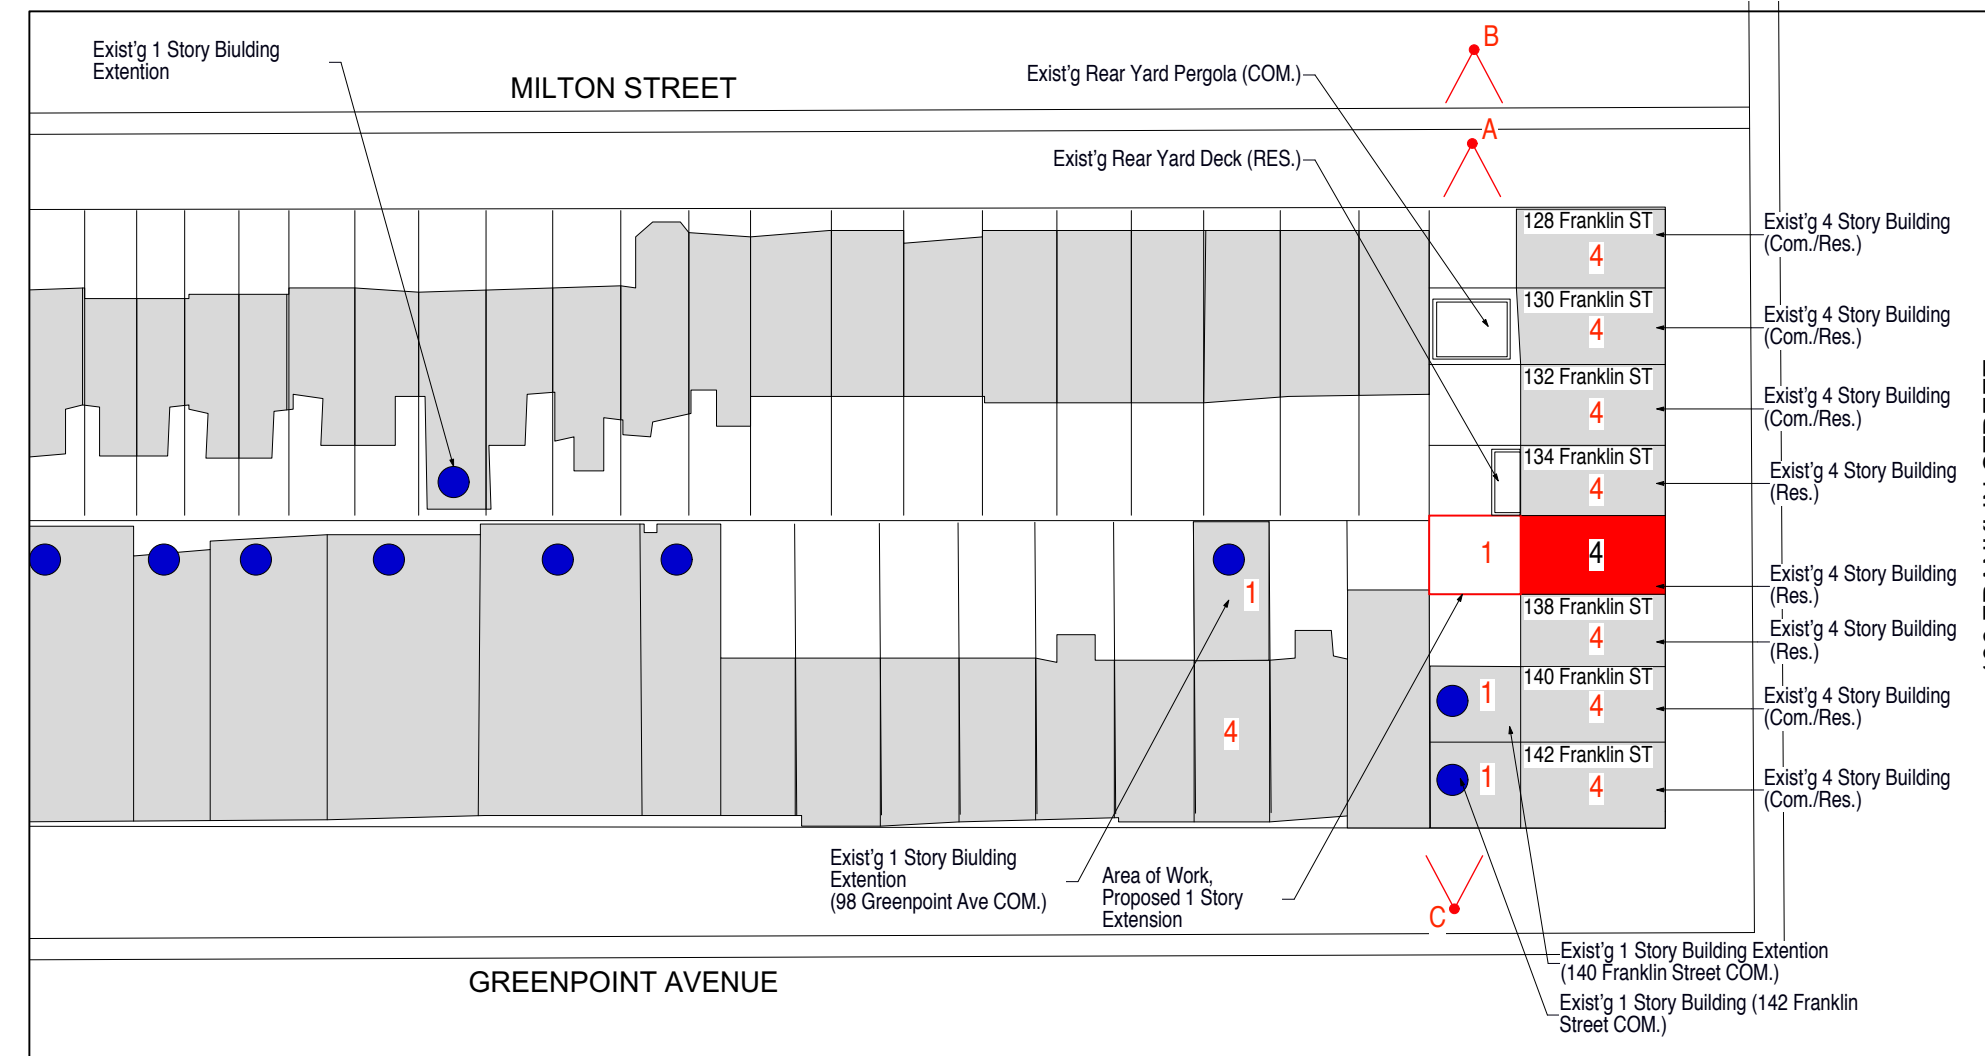 Exist'g 1 Story Biulding
Extention
MILTON STREET
Exist'g Rear Yard Pergola (COM.)
B
A
Exist'g Rear Yard Deck (RES.)
128 Franklin ST
4
Exist'g 4 Story Building
(Com./Res.)
130 Franklin ST
4
Exist'g 4 Story Building
(Com./Res.)
132 Franklin ST
4
Exist'g 4 Story Building
(Com./Res.)
134 Franklin ST
4
Exist'g 4 Story Building
(Res.)
1
4
Exist'g 4 Story Building
(Res.)
1
138 Franklin ST
4
Exist'g 4 Story Building
(Res.)
1
140 Franklin ST
4
Exist'g 4 Story Building
(Com./Res.)
4
1
142 Franklin ST
4
Exist'g 4 Story Building
(Com./Res.)
Exist'g 1 Story Biulding
Extention
(98 Greenpoint Ave COM.)
Area of Work,
Proposed 1 Story
Extension
C
Exist'g 1 Story Building Extention
(140 Franklin Street COM.)
Exist'g 1 Story Building (142 Franklin
Street COM.)
GREENPOINT AVENUE